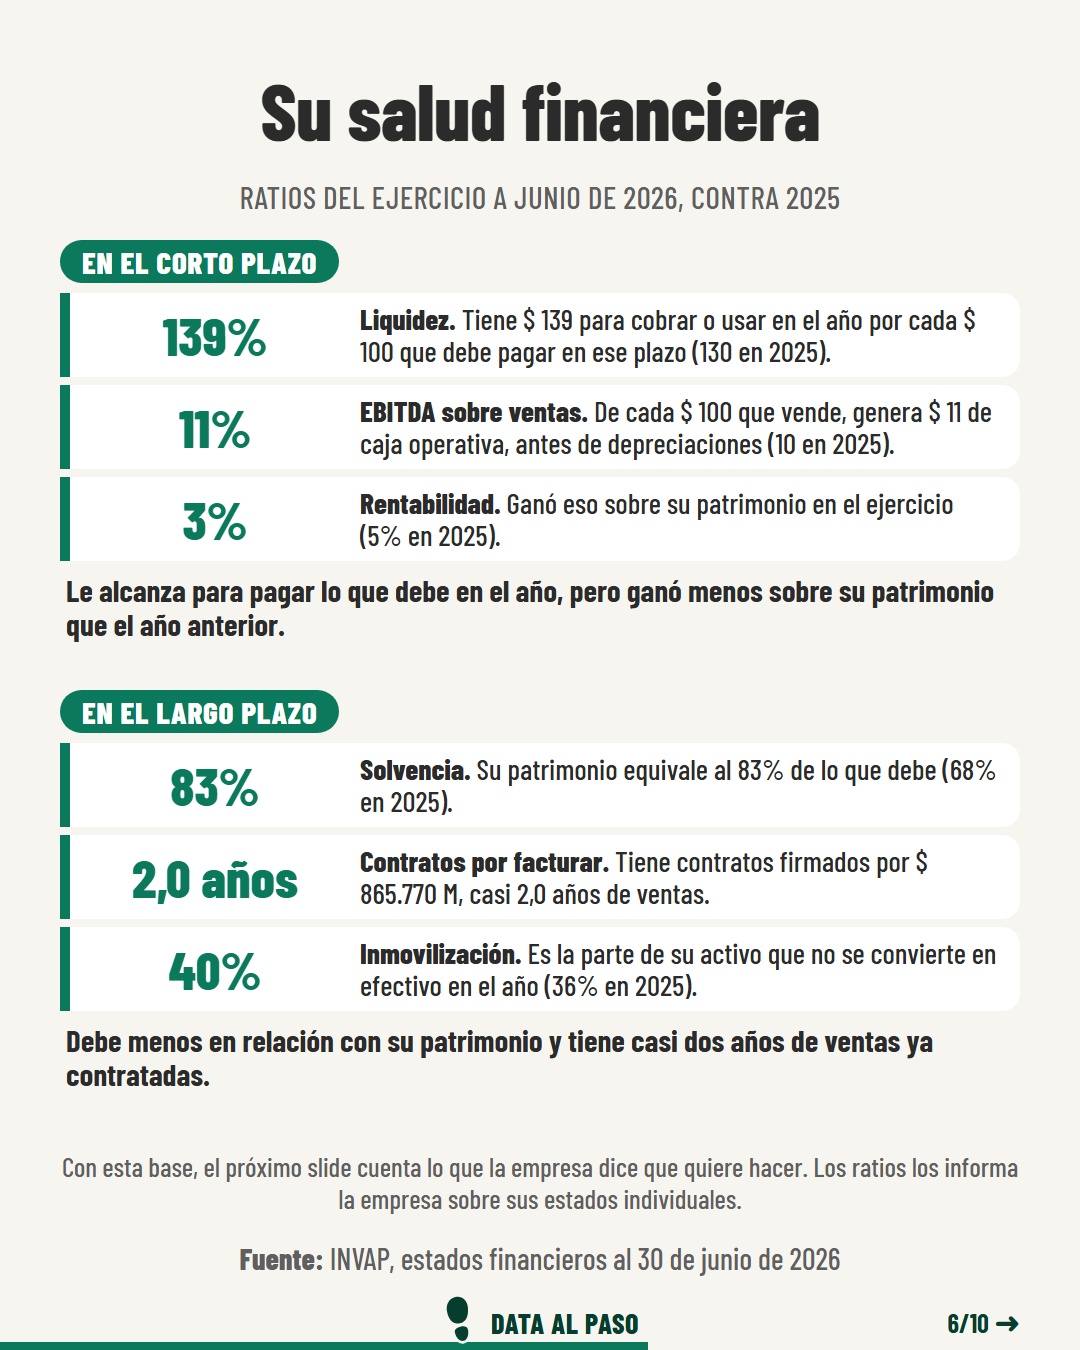 Su salud financiera
RATIOS DEL EJERCICIO A JUNIO DE 2026, CONTRA 2025
EN EL CORTO PLAZO
139%
Liquidez. Tiene $ 139 para cobrar o usar en el año por cada $
100 que debe pagar en ese plazo (130 en 2025).
11%
EBITDA sobre ventas. De cada $ 100 que vende, genera $ 11 de
caja operativa, antes de depreciaciones (10 en 2025).
3%
Rentabilidad. Ganó eso sobre su patrimonio en el ejercicio
(5% en 2025).
Le alcanza para pagar lo que debe en el año, pero ganó menos sobre su patrimonio
que el año anterior.
EN EL LARGO PLAZO
83%
Solvencia. Su patrimonio equivale al 83% de lo que debe (68%
en 2025).
2,0 años
Contratos por facturar. Tiene contratos firmados por $
865.770 M, casi 2,0 años de ventas.
40%
Inmovilización. Es la parte de su activo que no se convierte en
efectivo en el año (36% en 2025).
Debe menos en relación con su patrimonio y tiene casi dos años de ventas ya
contratadas.
Con esta base, el próximo slide cuenta lo que la empresa dice que quiere hacer. Los ratios los informa
la empresa sobre sus estados individuales.
Fuente: INVAP, estados financieros al 30 de junio de 2026
DATA AL PASO
6/10 →